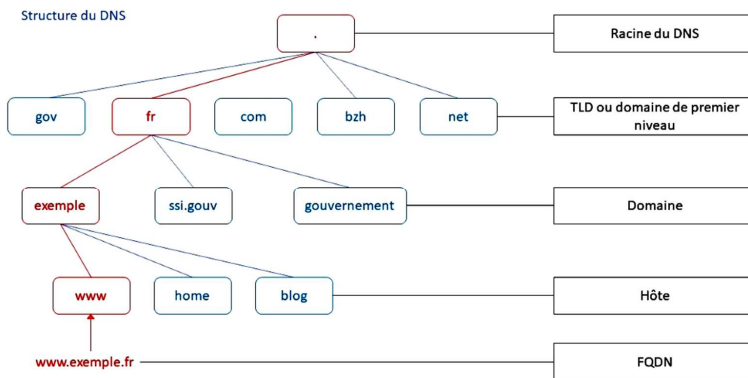 Structure du DNS
.
Racine du DNS
gov
fr
com
bzh
net
TLD ou domaine de premier
niveau
exemple
ssi.gouv
gouvernement
Domaine
www
home
blog
Hôte
www.exemple.fr
FQDN